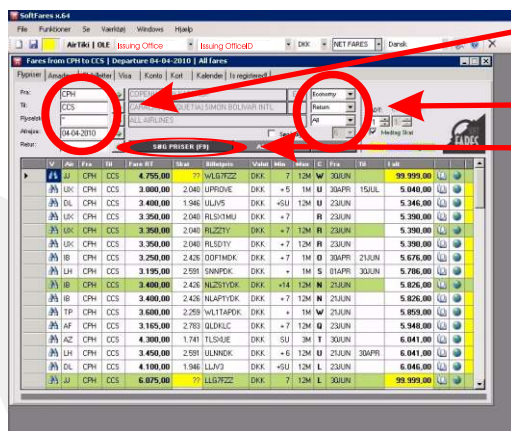 SoftFares x.64
File Funktioner Se Værktøj Windows Hjælp
AirTiki | OLE Issuing Office Issuing OfficeID DKK NET FARES Dansk
Fares from CPH to CCS | Departure 04-04-2010 | All fares
Flypriser Visa Konto Kort Kalender
Fra: CPH COPENHAGEN Economy
Til: CCS SIMON BOLIVAR INTL Return
Flyselsk * ALL AIRLINES All
Afrejse: 04-04-2010 Medtag Skat
Retur: SØG PRISER (F9)
FARES
V Air Fra Til Fare RT Skat Billetpris Valut Min Max C Fra Til I alt
JJ CPH CCS 4.755,00 ?? WLG7FZZ DKK 7 12M W 30JUN 99.999,00
UX CPH CCS 3.000,00 2.040 UPROVE DKK +5 1M U 30APR 15JUL 5.040,00
DL CPH CCS 3.400,00 1.946 ULJV5 DKK +SU 12M U 23JUN 5.346,00
UX CPH CCS 3.350,00 2.040 RLSX1MU DKK +7 R 23JUN 5.390,00
UX CPH CCS 3.350,00 2.040 RLZZ1Y DKK +7 12M R 23JUN 5.390,00
UX CPH CCS 3.350,00 2.040 RLSD1Y DKK +7 12M R 23JUN 5.390,00
IB CPH CCS 3.250,00 2.426 OOF1MDK DKK +7 1M O 30APR 21JUN 5.676,00
LH CPH CCS 3.195,00 2.591 SNNPDK DKK + 1M S 01APR 30JUN 5.786,00
IB CPH CCS 3.400,00 2.426 NLZS1YDK DKK +14 12M N 21JUN 5.826,00
IB CPH CCS 3.400,00 2.426 NLAPTYDK DKK +7 12M N 21JUN 5.826,00
TP CPH CCS 3.600,00 2.259 WL1TAPDK DKK + 1M W 21JUN 5.859,00
AF CPH CCS 3.165,00 2.783 QLDKLC DKK +7 12M Q 23JUN 5.948,00
AZ CPH CCS 4.300,00 1.741 TLSXUE DKK SU 3M T 30JUN 6.041,00
LH CPH CCS 3.450,00 2.591 ULNNDK DKK +6 12M U 21JUN 30APR 6.041,00
DL CPH CCS 4.100,00 1.946 LLJV3 DKK +SU 12M L 23JUN 6.046,00
JJ CPH CCS 6.075,00 ?? LLG7FZZ DKK 7 12M L 30JUN 99.999,00